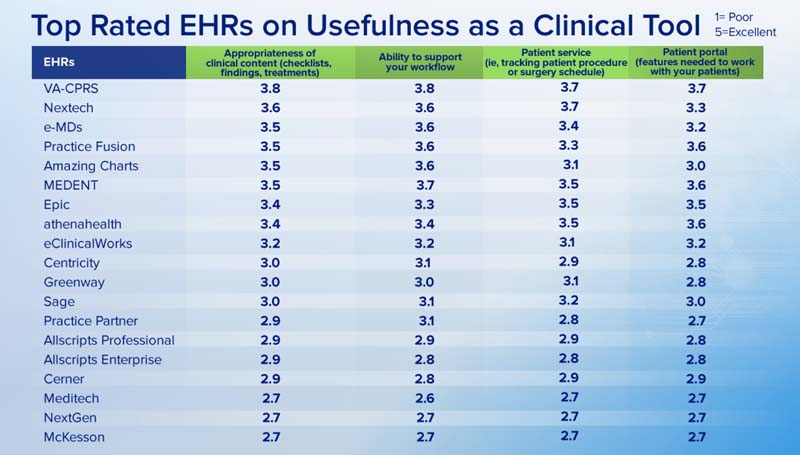 Top Rated EHRs on Usefulness as a Clinical Tool
1= Poor
5=Excellent
EHRs
Appropriateness of
clinical content (checklists,
findings, treatments)
Ability to support
your workflow
Patient service
(ie, tracking patient procedure
or surgery schedule)
Patient portal
(features needed to work
with your patients)
VA-CPRS 3.8 3.8 3.7 3.7
Nextech 3.6 3.6 3.7 3.3
e-MDs 3.5 3.6 3.4 3.2
Practice Fusion 3.5 3.6 3.3 3.6
Amazing Charts 3.5 3.6 3.1 3.0
MEDENT 3.5 3.7 3.5 3.6
Epic 3.4 3.3 3.5 3.5
athenahealth 3.4 3.4 3.5 3.6
eClinicalWorks 3.2 3.2 3.1 3.2
Centricity 3.0 3.1 2.9 2.8
Greenway 3.0 3.0 3.1 2.8
Sage 3.0 3.1 3.2 3.0
Practice Partner 2.9 3.1 2.8 2.7
Allscripts Professional 2.9 2.9 2.9 2.8
Allscripts Enterprise 2.9 2.8 2.8 2.8
Cerner 2.9 2.8 2.9 2.9
Meditech 2.7 2.6 2.7 2.7
NextGen 2.7 2.7 2.7 2.7
McKesson 2.7 2.7 2.7 2.7